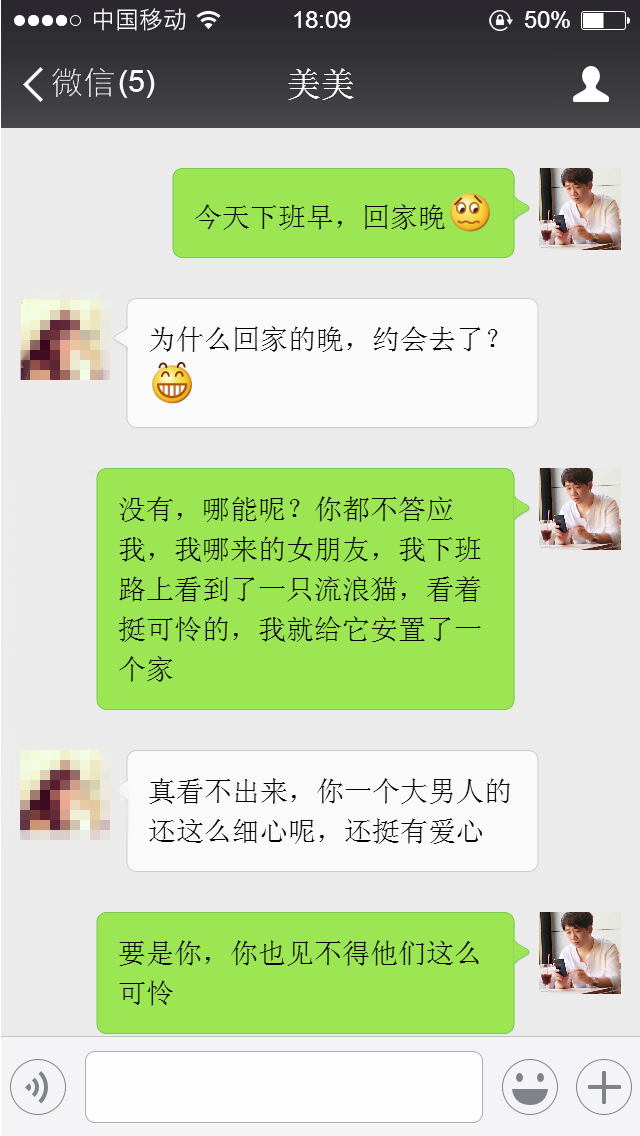 中国移动 18:09 50%
微信(5) 美美
今天下班早，回家晚
为什么回家的晚，约会去了？
没有，哪能呢？你都不答应
我，我哪来的女朋友，我下班
路上看到了一只流浪猫，看着
挺可怜的，我就给它安置了一
个家
真看不出来，你一个大男人的
还这么细心呢，还挺有爱心
要是你，你也见不得他们这么
可怜